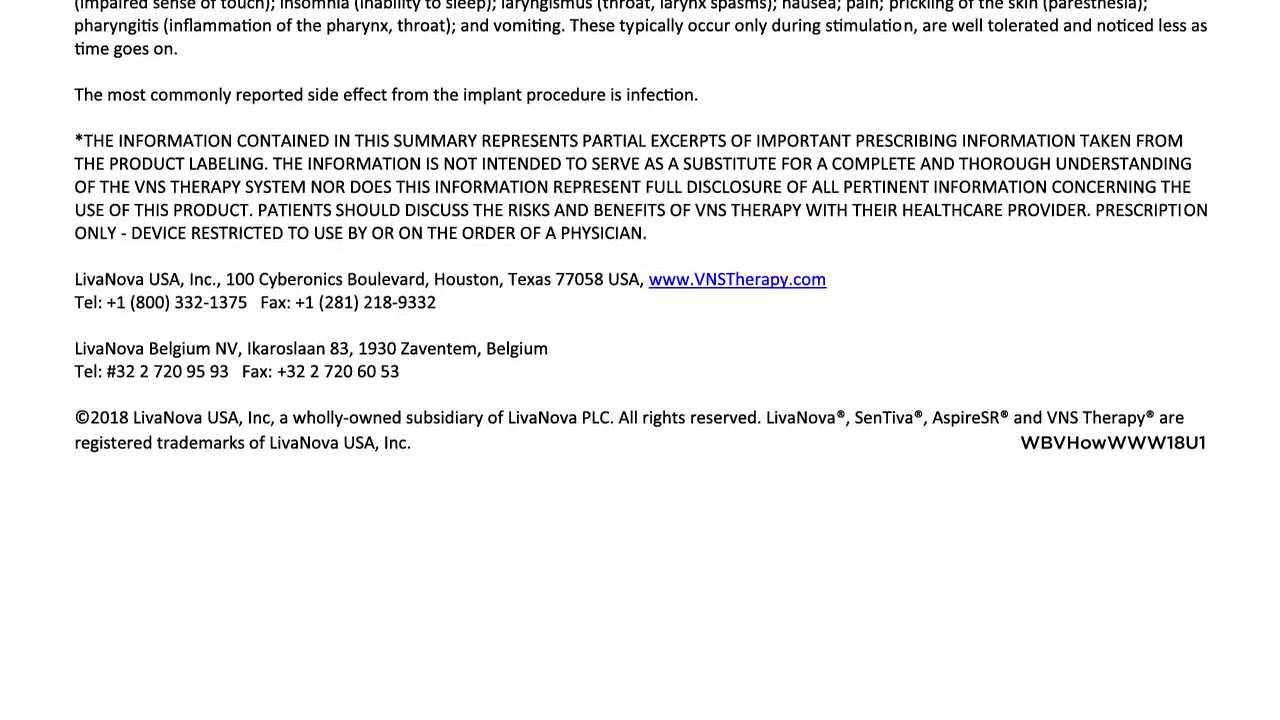 (impaired sense of touch); insomnia (inability to sleep); laryngismus (throat, larynx spasms); nausea; pain; prickling of the skin (paresthesia);
pharyngitis (inflammation of the pharynx, throat); and vomiting. These typically occur only during stimulation, are well tolerated and noticed less as
time goes on.
The most commonly reported side effect from the implant procedure is infection.
*THE INFORMATION CONTAINED IN THIS SUMMARY REPRESENTS PARTIAL EXCERPTS OF IMPORTANT PRESCRIBING INFORMATION TAKEN FROM
THE PRODUCT LABELING. THE INFORMATION IS NOT INTENDED TO SERVE AS A SUBSTITUTE FOR A COMPLETE AND THOROUGH UNDERSTANDING
OF THE VNS THERAPY SYSTEM NOR DOES THIS INFORMATION REPRESENT FULL DISCLOSURE OF ALL PERTINENT INFORMATION CONCERNING THE
USE OF THIS PRODUCT. PATIENTS SHOULD DISCUSS THE RISKS AND BENEFITS OF VNS THERAPY WITH THEIR HEALTHCARE PROVIDER. PRESCRIPTION
ONLY - DEVICE RESTRICTED TO USE BY OR ON THE ORDER OF A PHYSICIAN.
LivaNova USA, Inc., 100 Cyberonics Boulevard, Houston, Texas 77058 USA, www.VNSTherapy.com
Tel: +1 (800) 332-1375 Fax: +1 (281) 218-9332
LivaNova Belgium NV, Ikaroslaan 83, 1930 Zaventem, Belgium
Tel: #32 2 720 95 93 Fax: +32 2 720 60 53
©2018 LivaNova USA, Inc, a wholly-owned subsidiary of LivaNova PLC. All rights reserved. LivaNova®, SenTiva®, AspireSR® and VNS Therapy® are
registered trademarks of LivaNova USA, Inc. WBVHowWWW18U1